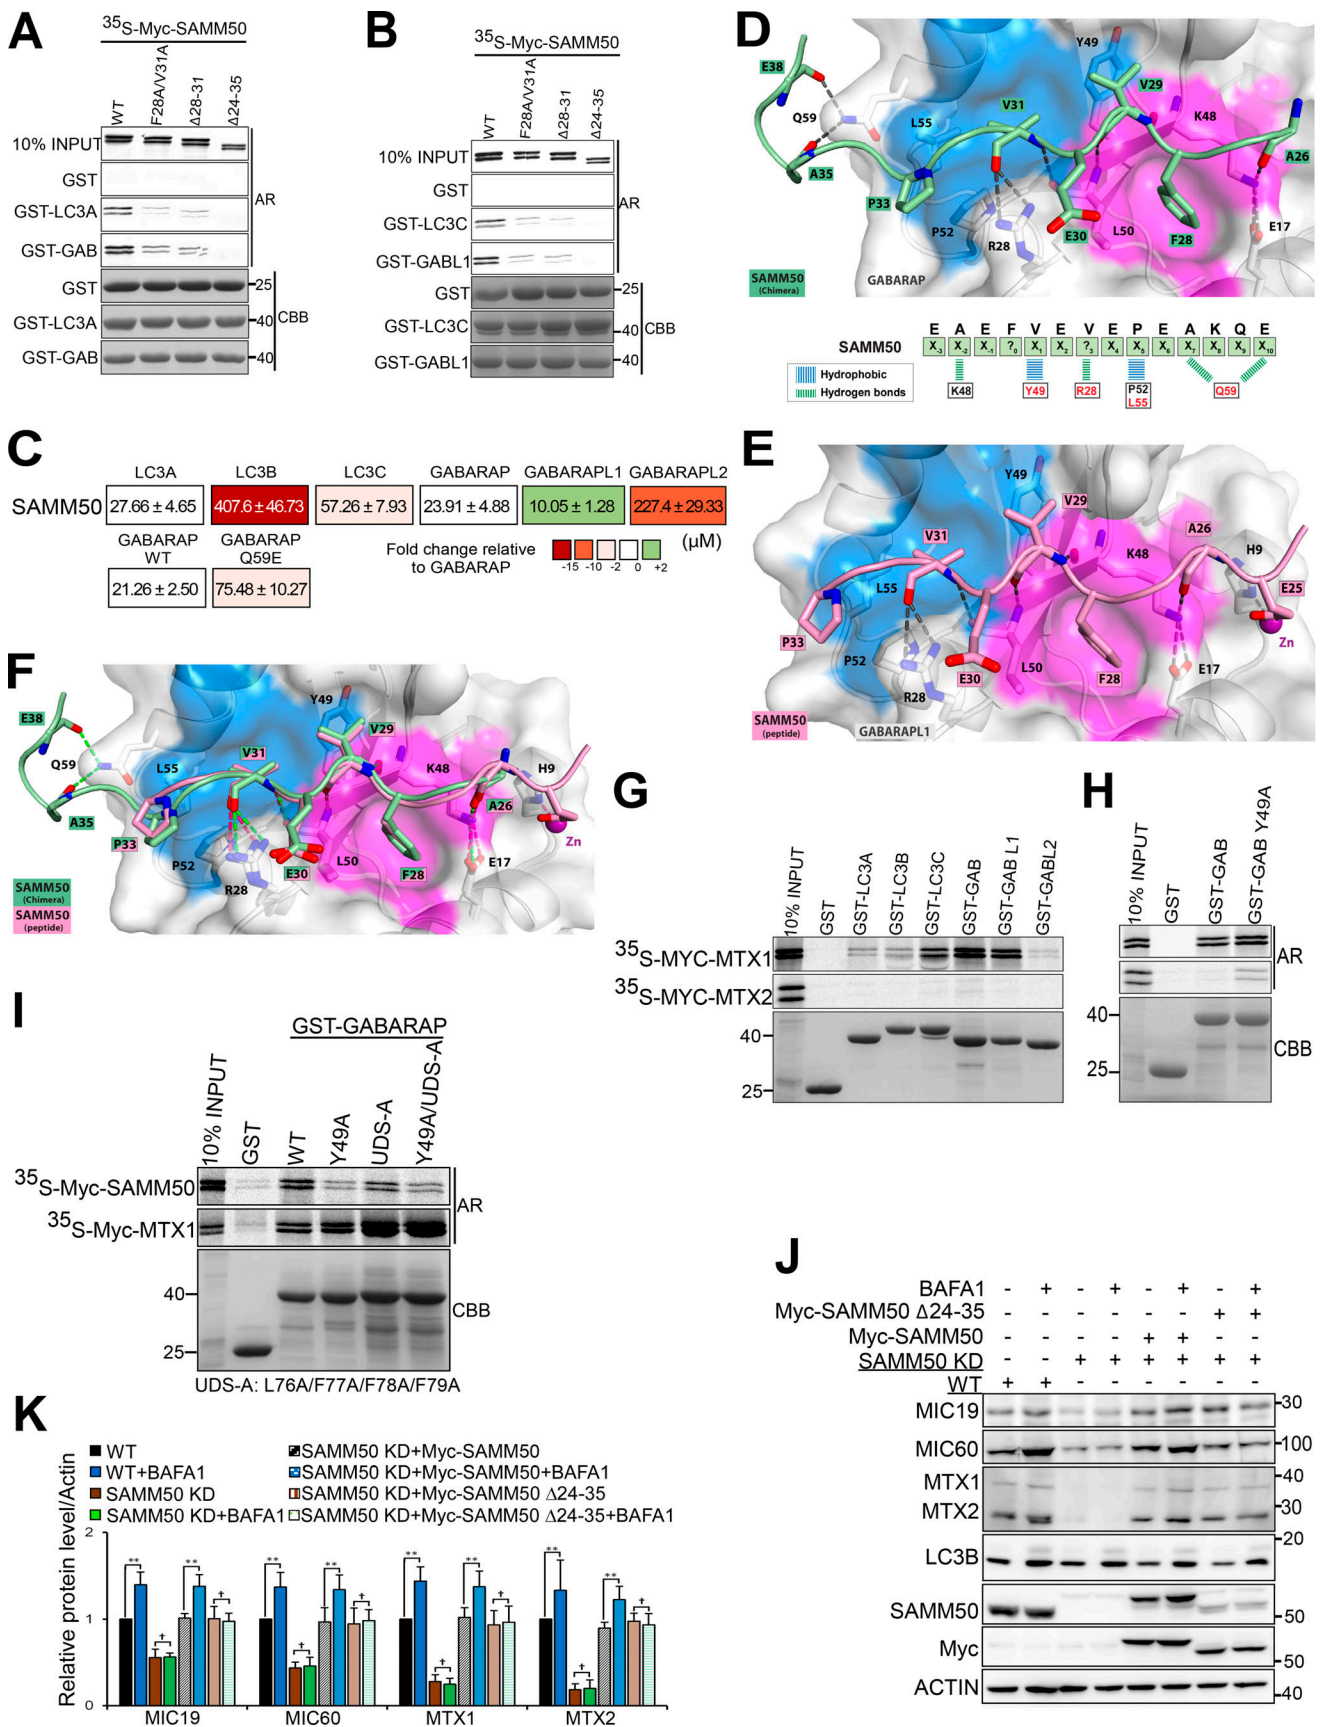 A
35S-Myc-SAMM50
WT
F28A/V31A
Δ28-31
Δ24-35
10% INPUT
GST
GST-LC3A
GST-GAB
AR
GST
25
GST-LC3A
40
GST-GAB
40
CBB
B
35S-Myc-SAMM50
WT
F28A/V31A
Δ28-31
Δ24-35
10% INPUT
GST
GST-LC3C
GST-GABL1
AR
GST
25
GST-LC3C
40
GST-GABL1
40
CBB
C
LC3A LC3B LC3C GABARAP GABARAPL1 GABARAPL2
SAMM50 27.66 ± 4.65 407.6 ± 46.73 57.26 ± 7.93 23.91 ± 4.88 10.05 ± 1.28 227.4 ± 29.33
(μM)
GABARAP WT
GABARAP Q59E
21.26 ± 2.50 75.48 ± 10.27
Fold change relative
to GABARAP
-15 -10 -2 0 +2
D
E38
Y49
V29
Q59
L55
V31
K48
A35
A26
P33
P52
R28
E30
L50
F28
E17
SAMM50
(Chimera)
GABARAP
E A E F V E V E P E A K Q E
SAMM50 X-3 X-2 X-1 ?0 X1 X2 ?3 X4 X5 X6 X7 X8 X9 X10
Hydrophobic
Hydrogen bonds
K48 Y49 R28 P52 L55 Q59
E
Y49
V29
V31
A26
K48
H9
L55
E25
P33
Zn
P52
E30
L50
F28
E17
R28
SAMM50
(peptide)
GABARAPL1
F
E38
Y49
V29
Q59
V31
L55
K48
H9
A35
A26
P33
Zn
P52
L50
E17
R28
E30
F28
SAMM50
(Chimera)
SAMM50
(peptide)
G
10% INPUT
GST
GST-LC3A
GST-LC3B
GST-LC3C
GST-GAB
GST-GAB L1
GST-GABL2
35S-MYC-MTX1
35S-MYC-MTX2
40
25
H
10% INPUT
GST
GST-GAB
GST-GAB Y49A
AR
40
25
CBB
I
GST-GABARAP
10% INPUT
GST
WT
Y49A
UDS-A
Y49A/UDS-A
35S-Myc-SAMM50
35S-Myc-MTX1
AR
40
25
CBB
UDS-A: L76A/F77A/F78A/F79A
J
BAFA1 - + - + - + - +
Myc-SAMM50 Δ24-35 - - - - - - + +
Myc-SAMM50 - - - - + + - -
SAMM50 KD - - + + + + + +
WT + + - - - - - -
MIC19 30
MIC60 100
MTX1 40
MTX2 30
20
LC3B
SAMM50 50
Myc 50
ACTIN 40
K
WT
WT+BAFA1
SAMM50 KD
SAMM50 KD+BAFA1
SAMM50 KD+Myc-SAMM50
SAMM50 KD+Myc-SAMM50+BAFA1
SAMM50 KD+Myc-SAMM50 Δ24-35
SAMM50 KD+Myc-SAMM50 Δ24-35+BAFA1
Relative protein level/Actin
2
1
0
** ** ** ** ** ** ** **
† † † † † † † †
MIC19 MIC60 MTX1 MTX2